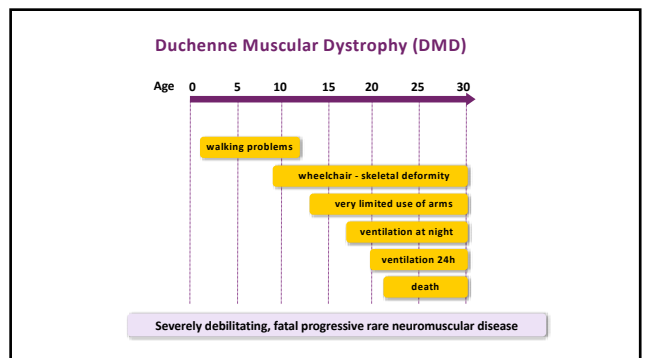 Duchenne Muscular Dystrophy (DMD)
Age 0 5 10 15 20 25 30
walking problems
wheelchair - skeletal deformity
very limited use of arms
ventilation at night
ventilation 24h
death
Severely debilitating, fatal progressive rare neuromuscular disease